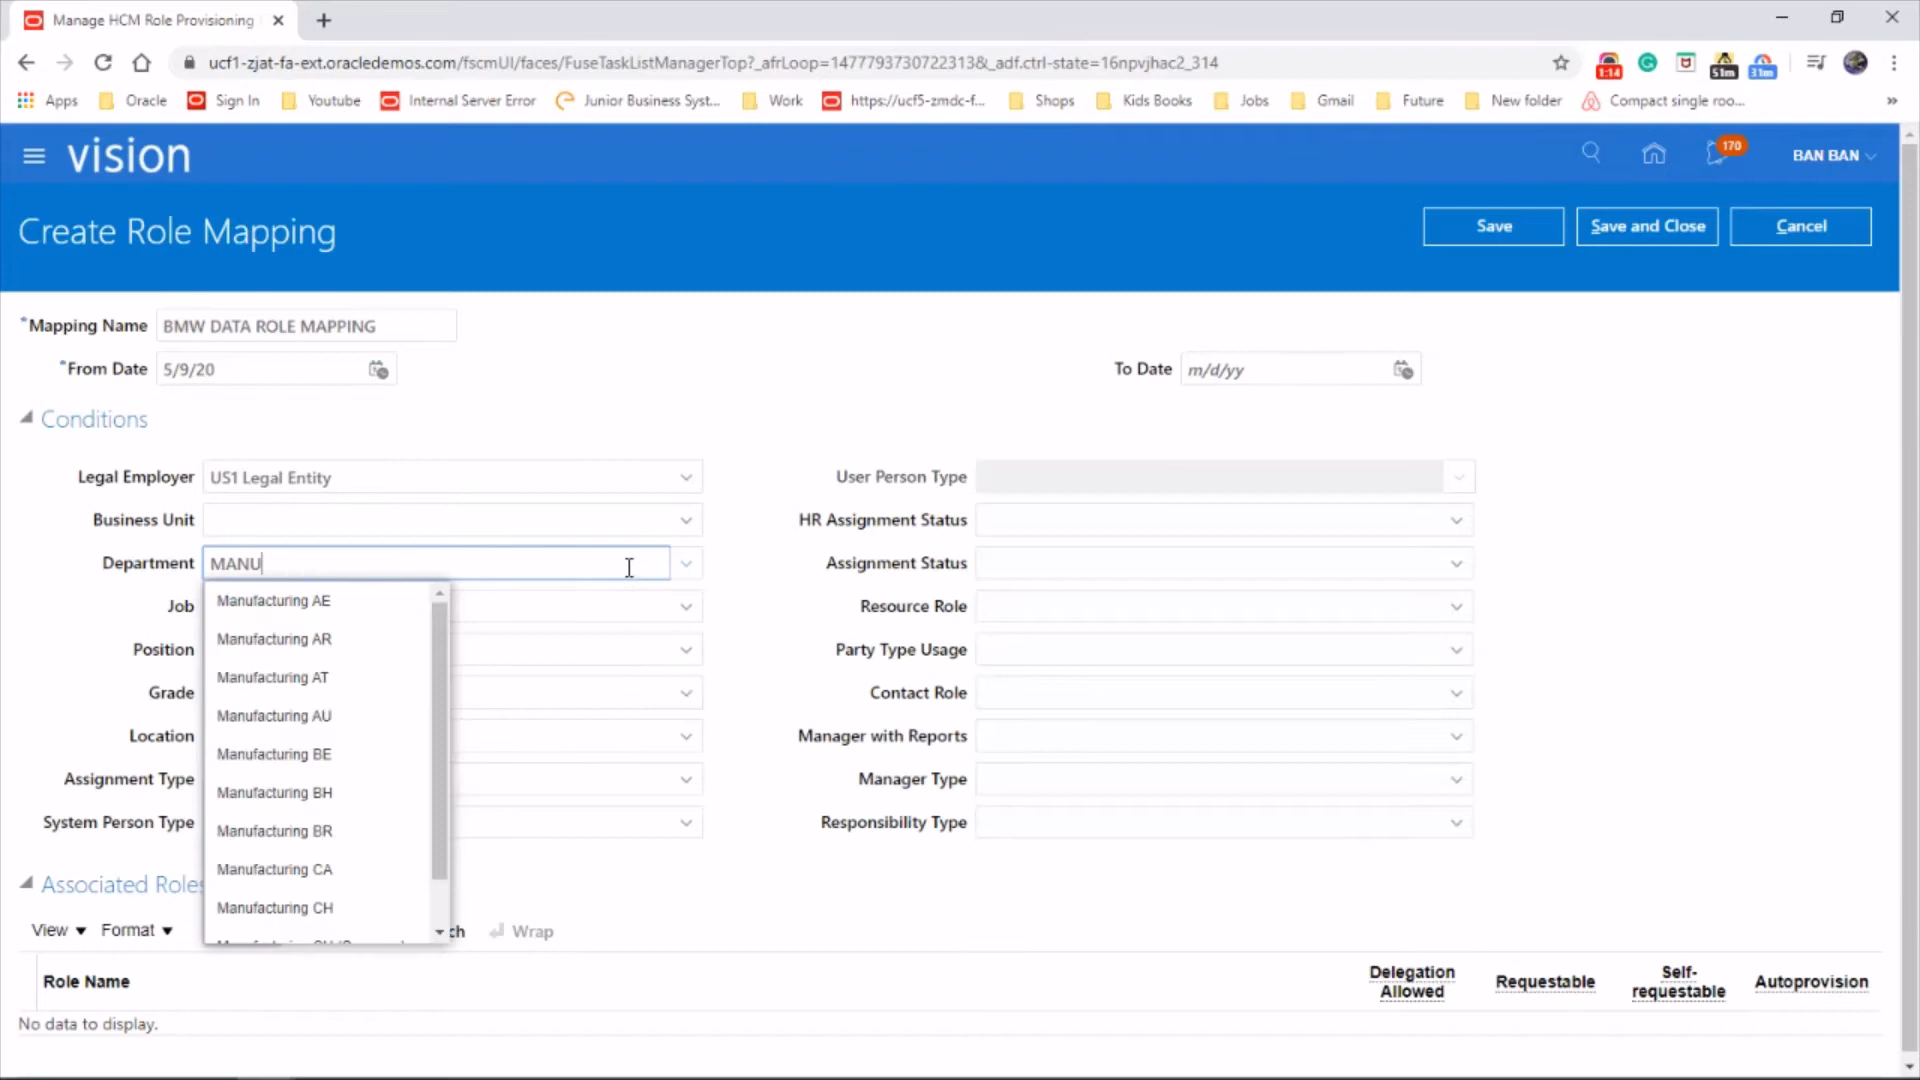 Manage HCM Role Provisioning
ucf1-zjat-fa-ext.oracledemos.com/fscmUI/faces/FuseTaskListManagerTop?_afrLoop=1477793730722313&_adf.ctrl-state=16npvjhac2_314
1:14
51m
31m
Apps
Oracle
Sign In
Youtube
Internal Server Error
Junior Business Syst...
Work
https://ucf5-zmdc-f...
Shops
Kids Books
Jobs
Gmail
Future
New folder
Compact single roo...
»
vision
170
BAN BAN
Create Role Mapping
Save
Save and Close
Cancel
*Mapping Name BMW DATA ROLE MAPPING
*From Date 5/9/20
To Date m/d/yy
Conditions
Legal Employer US1 Legal Entity
User Person Type
Business Unit
HR Assignment Status
Department MANU
Assignment Status
Job
Resource Role
Position
Party Type Usage
Grade
Contact Role
Location
Manager with Reports
Assignment Type
Manager Type
System Person Type
Responsibility Type
Manufacturing AE
Manufacturing AR
Manufacturing AT
Manufacturing AU
Manufacturing BE
Manufacturing BH
Manufacturing BR
Manufacturing CA
Manufacturing CH
Associated Roles
View
Format
ch
Wrap
Role Name
Delegation Allowed
Requestable
Self-requestable
Autoprovision
No data to display.